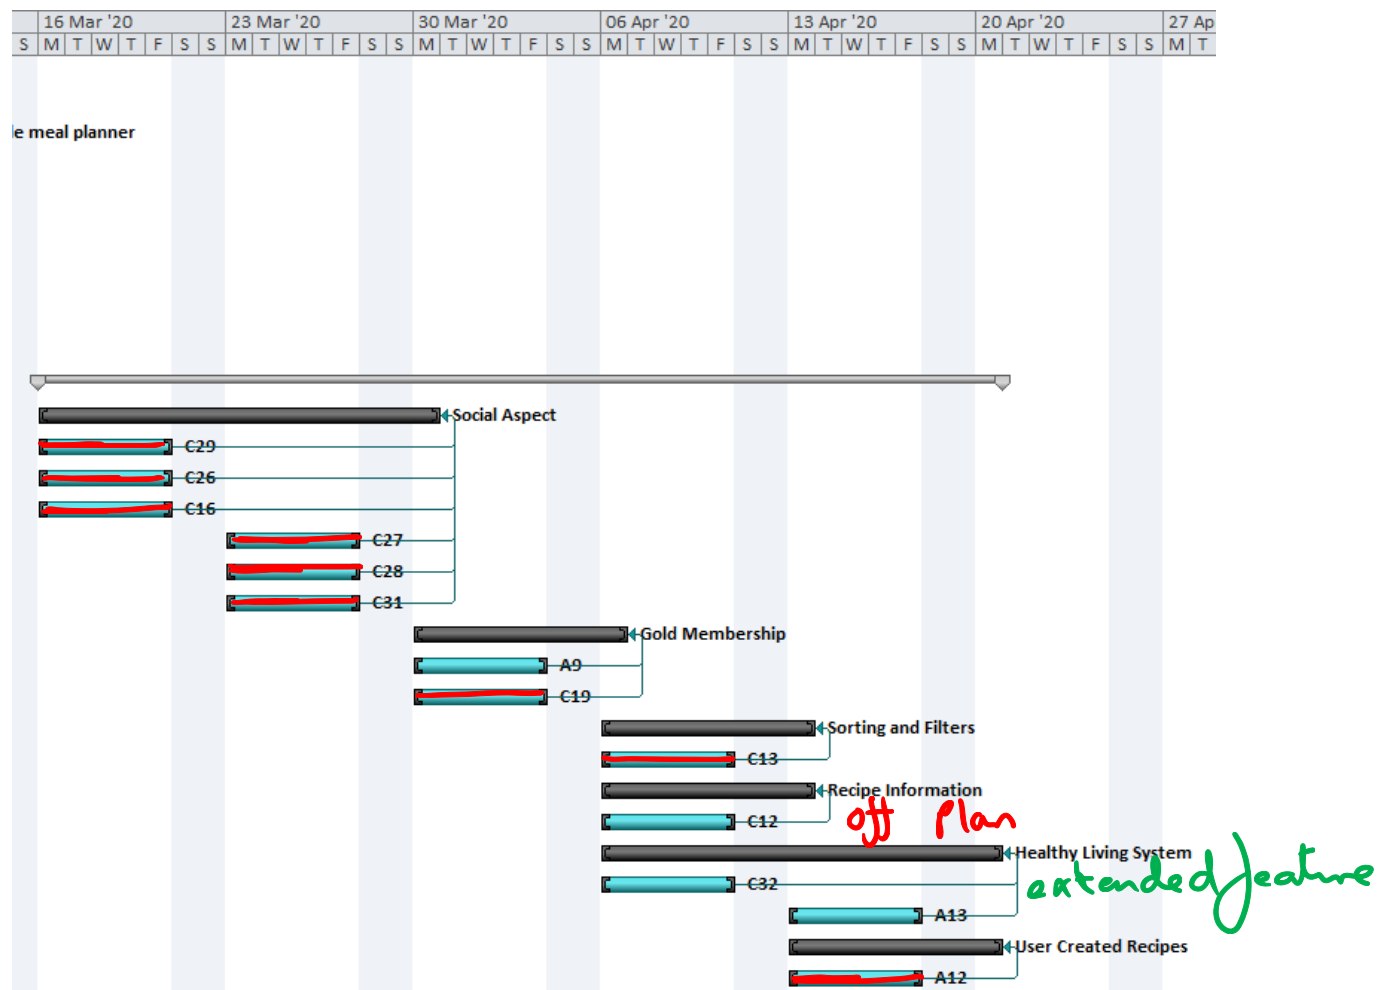 16 Mar '20 23 Mar '20 30 Mar '20 06 Apr '20 13 Apr '20 20 Apr '20 27 Ap
S M T W T F S S M T W T F S S M T W T F S S M T W T F S S M T W T F S S M T W T F S S M T
e meal planner
Social Aspect
C29
C26
C16
C27
C28
C31
Gold Membership
A9
C19
Sorting and Filters
C13
Recipe Information
C12
off plan
Healthy Living System
extended feature
C32
A13
User Created Recipes
A12